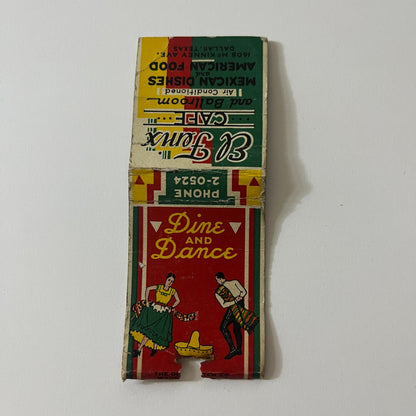 El Fenix
CAFE
and Ballroom
Air Conditioned
MEXICAN DISHES
and
AMERICAN FOOD
1608 McKINNEY AVE.
DALLAS, TEXAS
PHONE
2-0524
Dine
AND
Dance